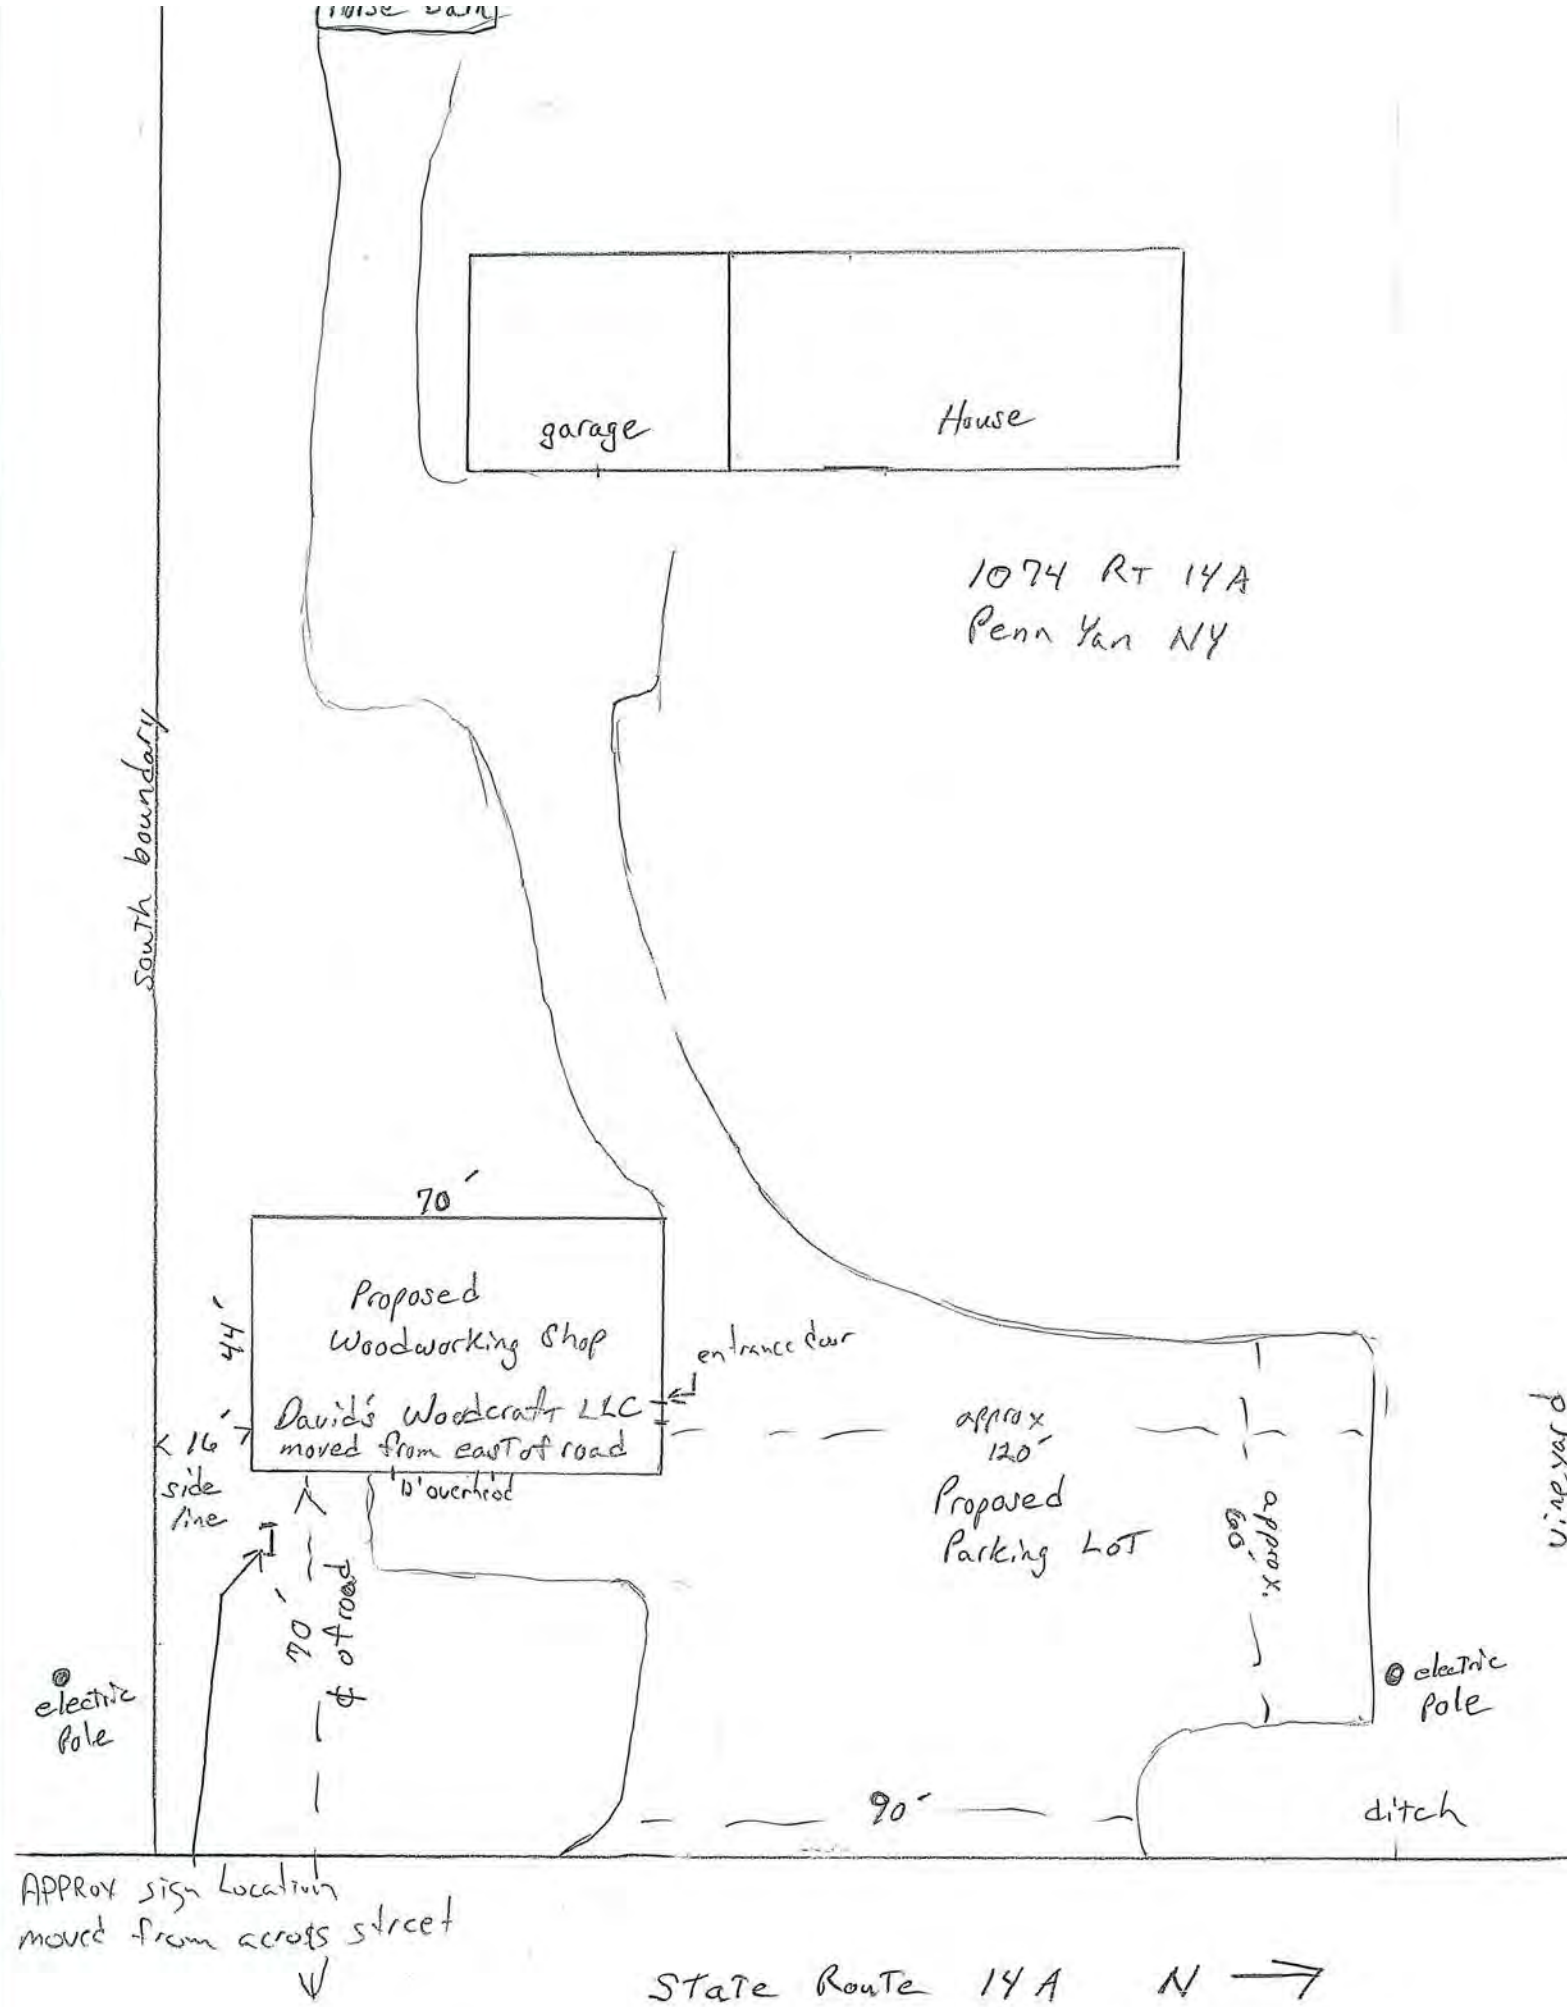 garage
House
1074 RT 14A
Penn Yan NY
South boundary
70'
44'
Proposed
Woodworking Shop
David's Woodcraft LLC
moved from east of road
entrance door
16'
side
line
overhead
70'
of road
approx
120'
Proposed
Parking LOT
approx.
60'
vineyard
electric
Pole
electric
Pole
90'
ditch
APPROX sign Location
moved from across street
State Route 14A N